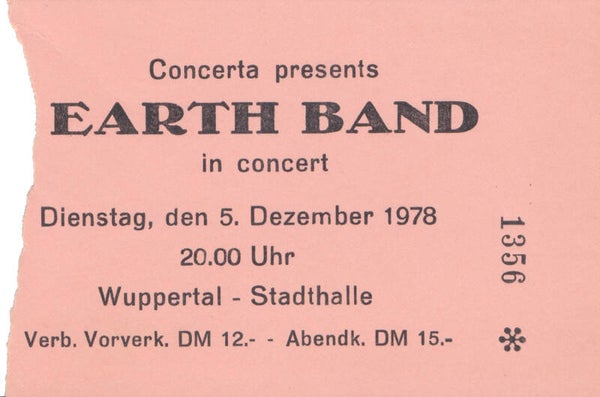 Concerta presents
EARTH BAND
in concert
Dienstag, den 5. Dezember 1978
20.00 Uhr
Wuppertal - Stadthalle
Verb. Vorverk. DM 12.- - Abendk. DM 15.-
1356 *